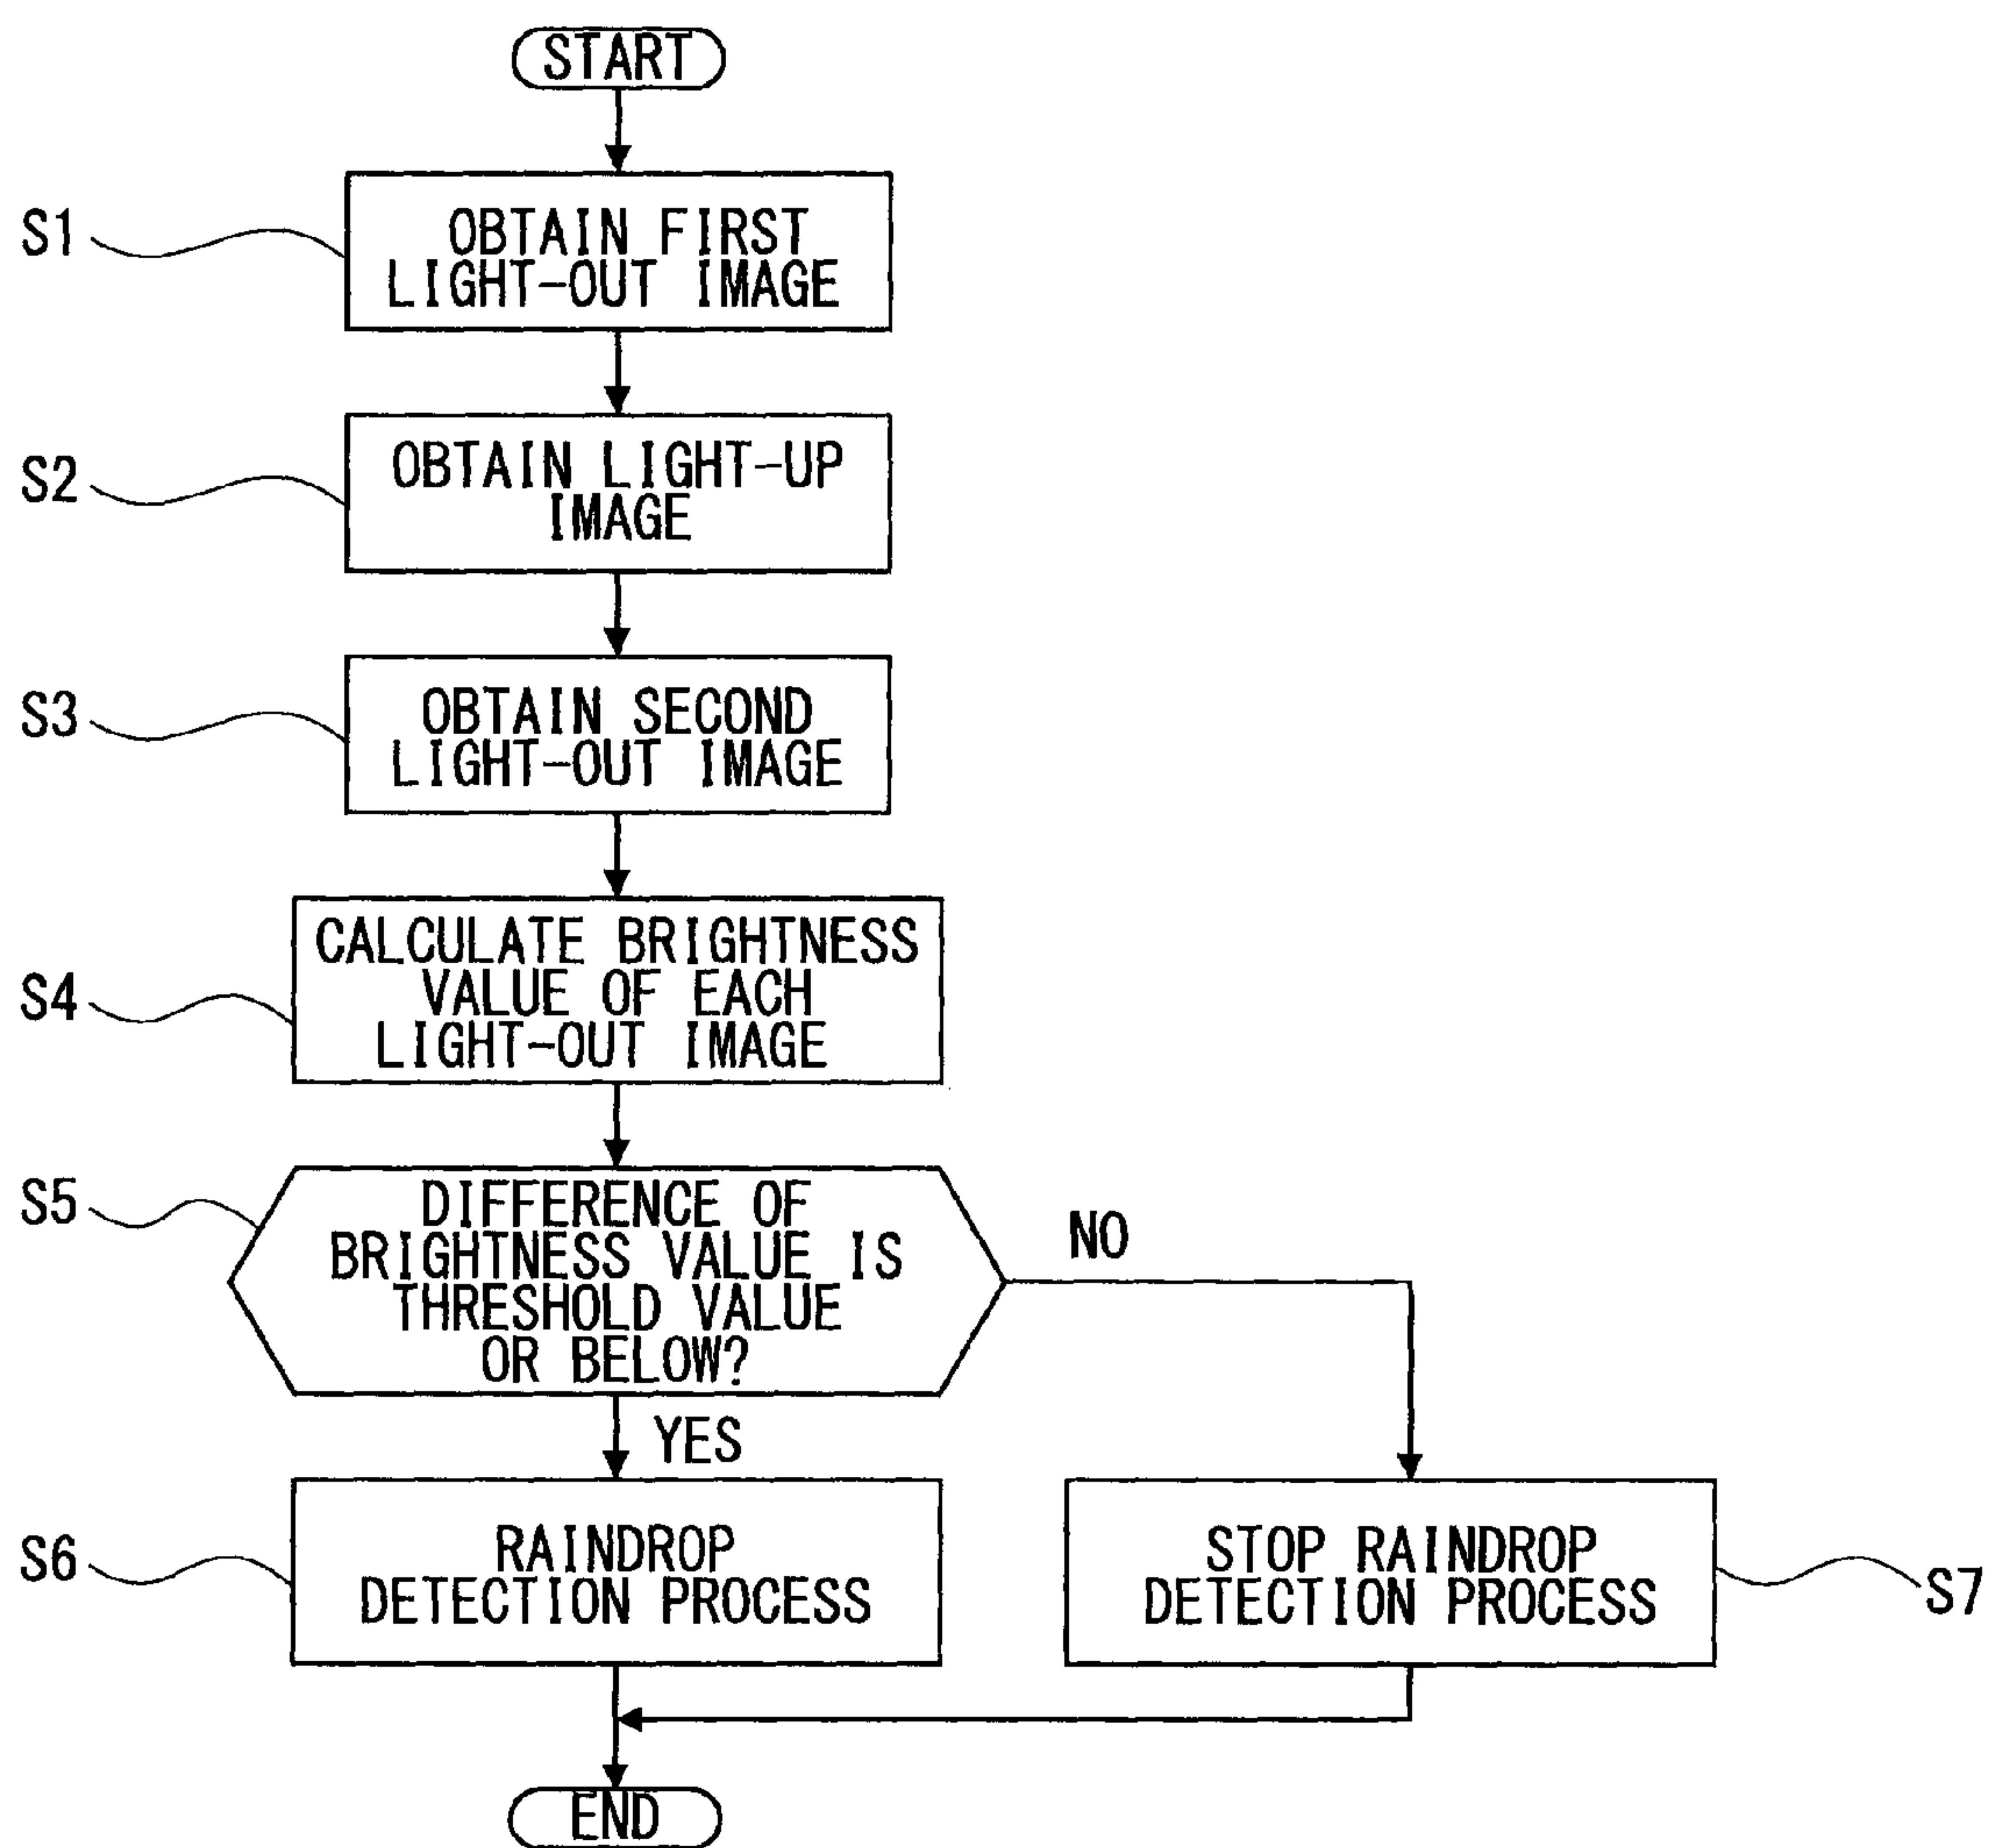 START
S1
OBTAIN FIRST
LIGHT-OUT IMAGE
S2
OBTAIN LIGHT-UP
IMAGE
S3
OBTAIN SECOND
LIGHT-OUT IMAGE
S4
CALCULATE BRIGHTNESS
VALUE OF EACH
LIGHT-OUT IMAGE
S5
DIFFERENCE OF
BRIGHTNESS VALUE IS
THRESHOLD VALUE
OR BELOW?
NO
YES
S6
RAINDROP
DETECTION PROCESS
STOP RAINDROP
DETECTION PROCESS
S7
END